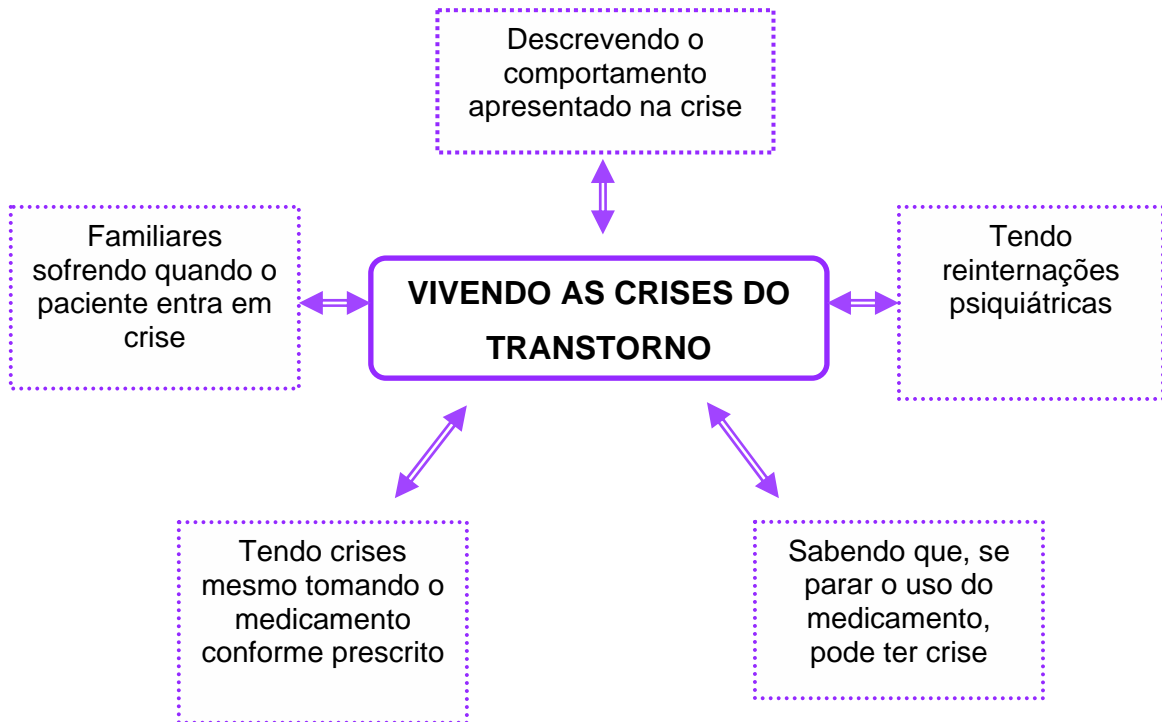 Descrevendo o
comportamento
apresentado na crise
Familiares
sofrendo quando o
paciente entra em
crise
VIVENDO AS CRISES DO
TRANSTORNO
Tendo
reinternações
psiquiátricas
Tendo crises
mesmo tomando o
medicamento
conforme prescrito
Sabendo que, se
parar o uso do
medicamento,
pode ter crise